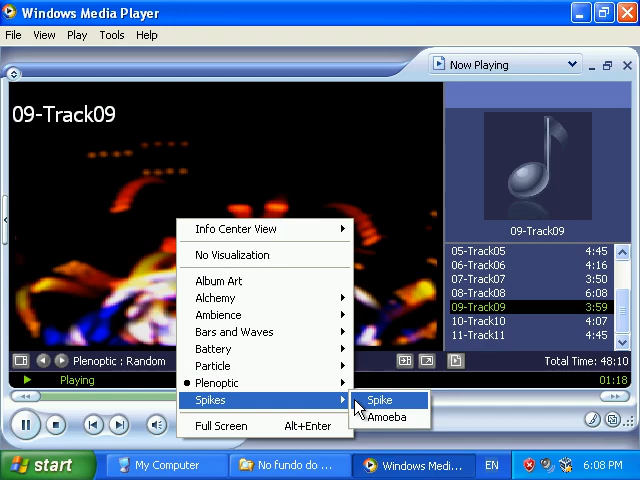 Windows Media Player
File View Play Tools Help
Now Playing
09-Track09
09-Track09
05-Track05 4:45
06-Track06 4:16
07-Track07 3:50
08-Track08 6:08
09-Track09 3:59
10-Track10 4:07
11-Track11 4:45
Info Center View
No Visualization
Album Art
Alchemy
Ambience
Bars and Waves
Battery
Particle
Plenoptic
Spikes
Full Screen Alt+Enter
Spike
Amoeba
Plenoptic : Random
Total Time: 48:10
Playing
01:18
start
My Computer
No fundo do ...
Windows Medi...
EN
6:08 PM